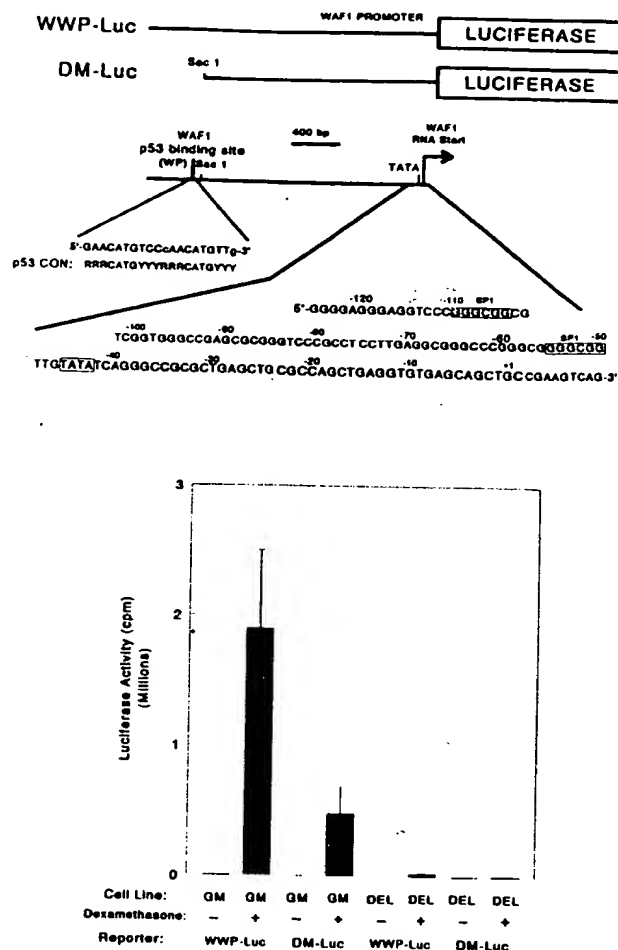 WAF1 PROMOTER
WWP-Luc
LUCIFERASE
Sac 1
DM-Luc
LUCIFERASE
WAF1
p53 binding site
(WP) Sac 1
400 bp
WAF1
RNA Start
TATA
5'-GAACATGTCCcAACATGTTg-3'
p53 CON: RRRCATGYYYRRRCATGYYY
-120 -110 SP1
5'-GGGGAGGGAGGTCCCGGGCGGCG
-100 -90 -80 -70 -60 SP1 -50
TCGGTGGGCCGAGCGCGGGTCCCGCCTCCTTGAGGCGGGCCCGGGCGGGGCGG
-40 -30 -20 -10 +1
TTGTATATCAGGGCCGCGCTGAGCTGCGCCAGCTGAGGTGTGAGCAGCTGCCGAAGTCAG-3'
3
2
1
0
Luciferase Activity (cpm)
(Millions)
Cell Line: GM GM GM GM DEL DEL DEL DEL
Dexamethasone: − + − + − + − +
Reporter: WWP-Luc DM-Luc WWP-Luc DM-Luc